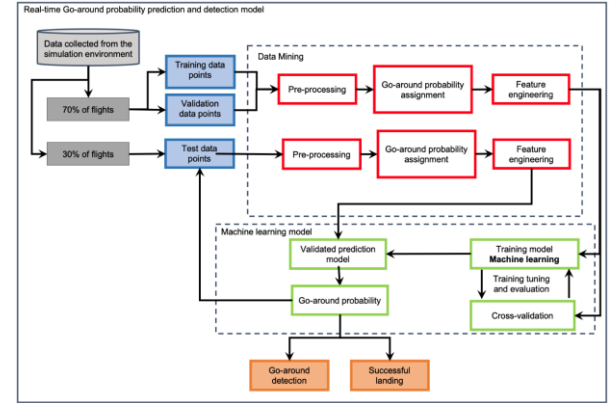 Real-time Go-around probability prediction and detection model
Data collected from the
simulation environment
Training data
points
Data Mining
Pre-processing
Go-around probability
assignment
Feature
engineering
70% of flights
Validation
data points
30% of flights
Test data
points
Pre-processing
Go-around probability
assignment
Feature
engineering
Machine learning model
Validated prediction
model
Training model
Machine learning
Training tuning
and evaluation
Go-around probability
Cross-validation
Go-around
detection
Successful
landing